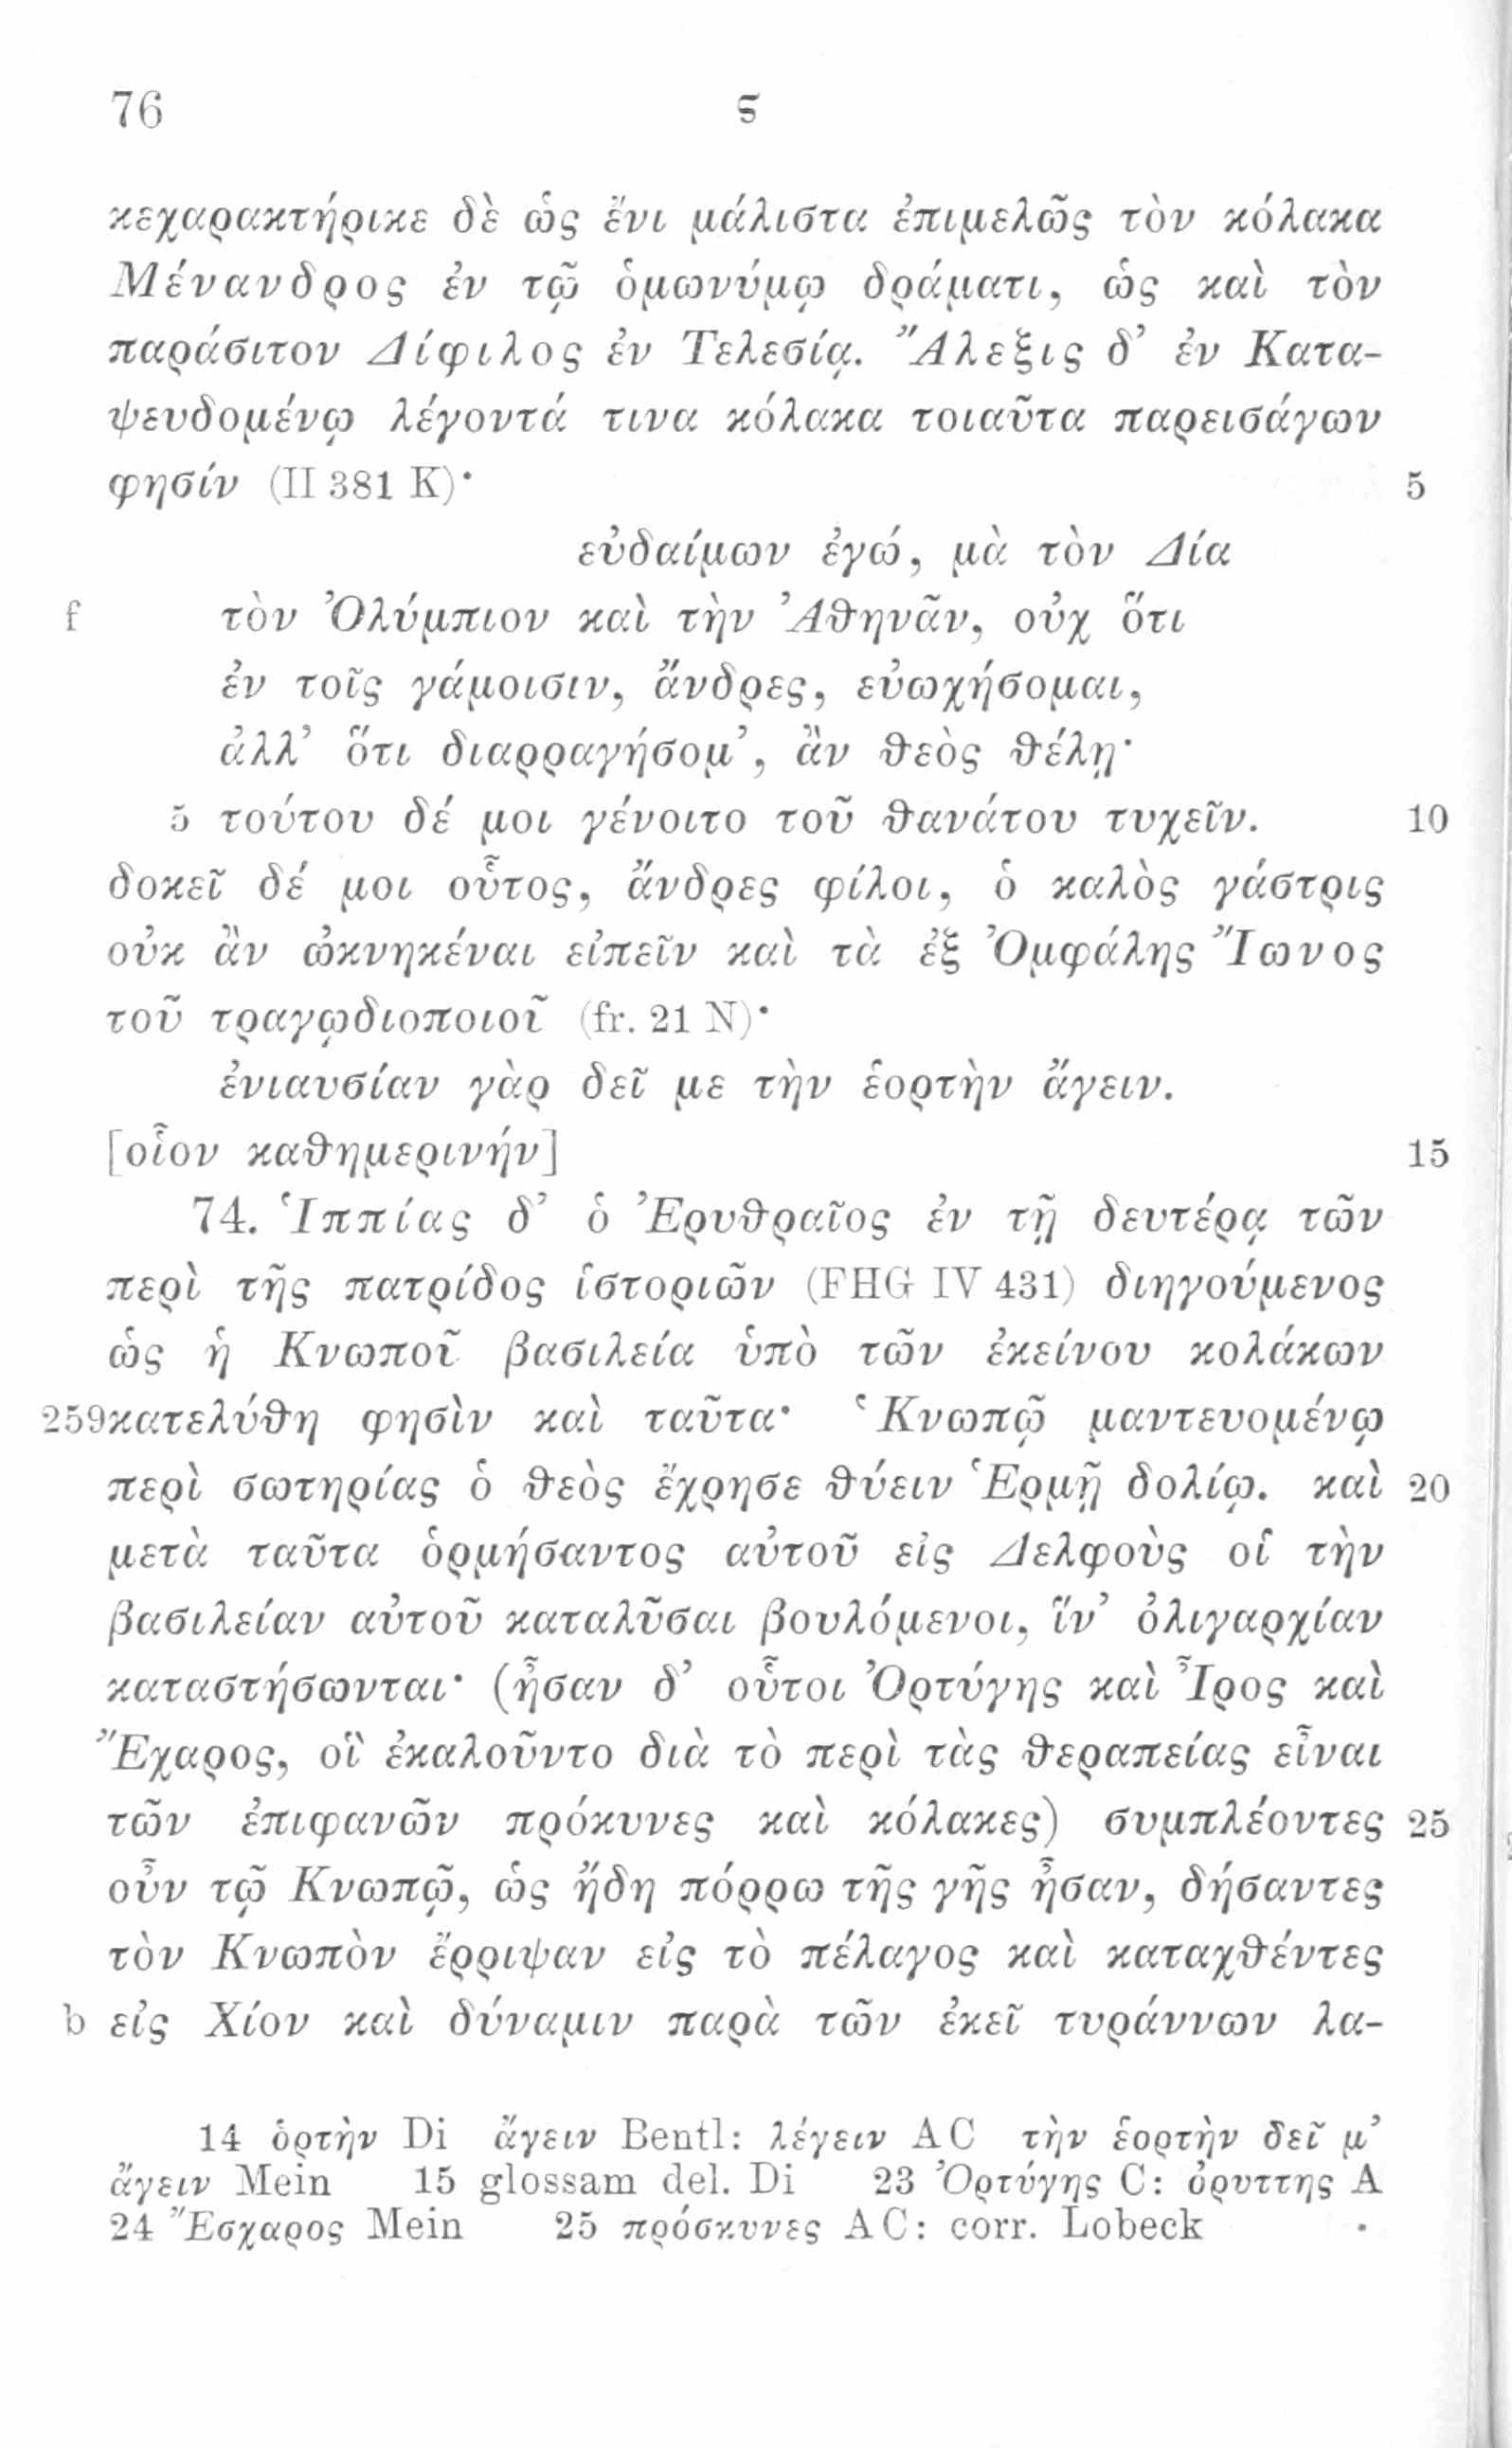 76 ϛ
κεχαρακτήρικε δὲ ὡς ἔνι μάλιστα ἐπιμελῶς τὸν κόλακα
Μένανδρος ἐν τῷ ὁμωνύμῳ δράματι, ὡς καὶ τὸν
παράσιτον Δίφιλος ἐν Τελεσίᾳ. Ἄλεξις δ’ ἐν Κατα-
ψευδομένῳ λέγοντά τινα κόλακα τοιαῦτα παρεισάγων
φησίν (II 381 K)· 5
εὐδαίμων ἐγώ, μὰ τὸν Δία
f τὸν Ὀλύμπιον καὶ τὴν Ἀθηνᾶν, οὐχ ὅτι
ἐν τοῖς γάμοισιν, ἄνδρες, εὐωχήσομαι,
ἀλλ’ ὅτι διαρραγήσομ’, ἂν θεὸς θέλῃ·
5 τούτου δέ μοι γένοιτο τοῦ θανάτου τυχεῖν. 10
δοκεῖ δέ μοι οὗτος, ἄνδρες φίλοι, ὁ καλὸς γάστρις
οὐκ ἂν ὠκνηκέναι εἰπεῖν καὶ τὰ ἐξ Ὀμφάλης Ἴωνος
τοῦ τραγῳδιοποιοῖ (fr. 21 N)·
ἐνιαυσίαν γὰρ δεῖ με τὴν ἑορτὴν ἄγειν.
[οἷον καθημερινήν] 15
74. Ἱππίας δ’ ὁ Ἐρυθραῖος ἐν τῇ δευτέρᾳ τῶν
περὶ τῆς πατρίδος ἱστοριῶν (FHG IV 431) διηγούμενος
ὡς ἡ Κνωποῖ βασιλεία ὑπὸ τῶν ἐκείνου κολάκων
259 κατελύθη φησὶν καὶ ταῦτα· ‘Κνωπῷ μαντευομένῳ
περὶ σωτηρίας ὁ θεὸς ἔχρησε θύειν Ἑρμῇ δολίῳ. καὶ 20
μετὰ ταῦτα ὁρμήσαντος αὐτοῦ εἰς Δελφοὺς οἱ τὴν
βασιλείαν αὐτοῦ καταλῦσαι βουλόμενοι, ἵν’ ὀλιγαρχίαν
καταστήσωνται· (ἦσαν δ’ οὗτοι Ὀρτύγης καὶ Ἶρος καὶ
Ἔχαρος, οἳ ἐκαλοῦντο διὰ τὸ περὶ τὰς θεραπείας εἶναι
τῶν ἐπιφανῶν πρόκυνες καὶ κόλακες) συμπλέοντες 25
οὖν τῷ Κνωπῷ, ὡς ἤδη πόρρω τῆς γῆς ἦσαν, δήσαντες
τὸν Κνωπὸν ἔρριψαν εἰς τὸ πέλαγος καὶ καταχθέντες
b εἰς Χίον καὶ δύναμιν παρὰ τῶν ἐκεῖ τυράννων λα-
14 ὁρτὴν Di ἄγειν Bentl: λέγειν AC τὴν ἑορτὴν δεῖ μ’
ἄγειν Mein 15 glossam del. Di 23 Ὀρτύγης C: ὀρυττης A
24 Ἔσχαρος Mein 25 πρόσκυνες AC: corr. Lobeck